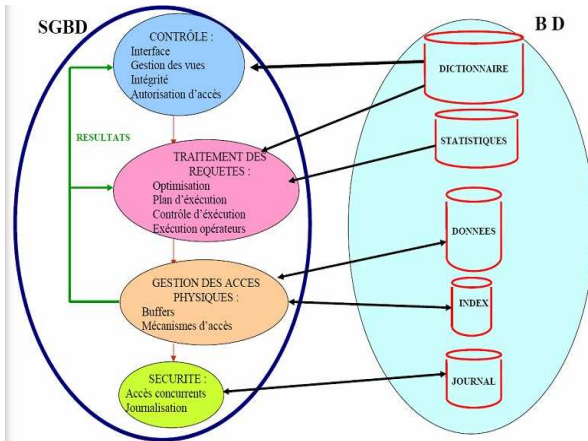 SGBD
B D
CONTRÔLE :
Interface
Gestion des vues
Intégrité
Autorisation d'accès
DICTIONNAIRE
RESULTATS
STATISTIQUES
TRAITEMENT DES
REQUETES :
Optimisation
Plan d'éxécution
Contrôle d'éxécution
Exécution opérateurs
DONNEES
GESTION DES ACCES
PHYSIQUES :
Buffers
Mécanismes d'accès
INDEX
SECURITE :
Accès concurrents
Journalisation
JOURNAL